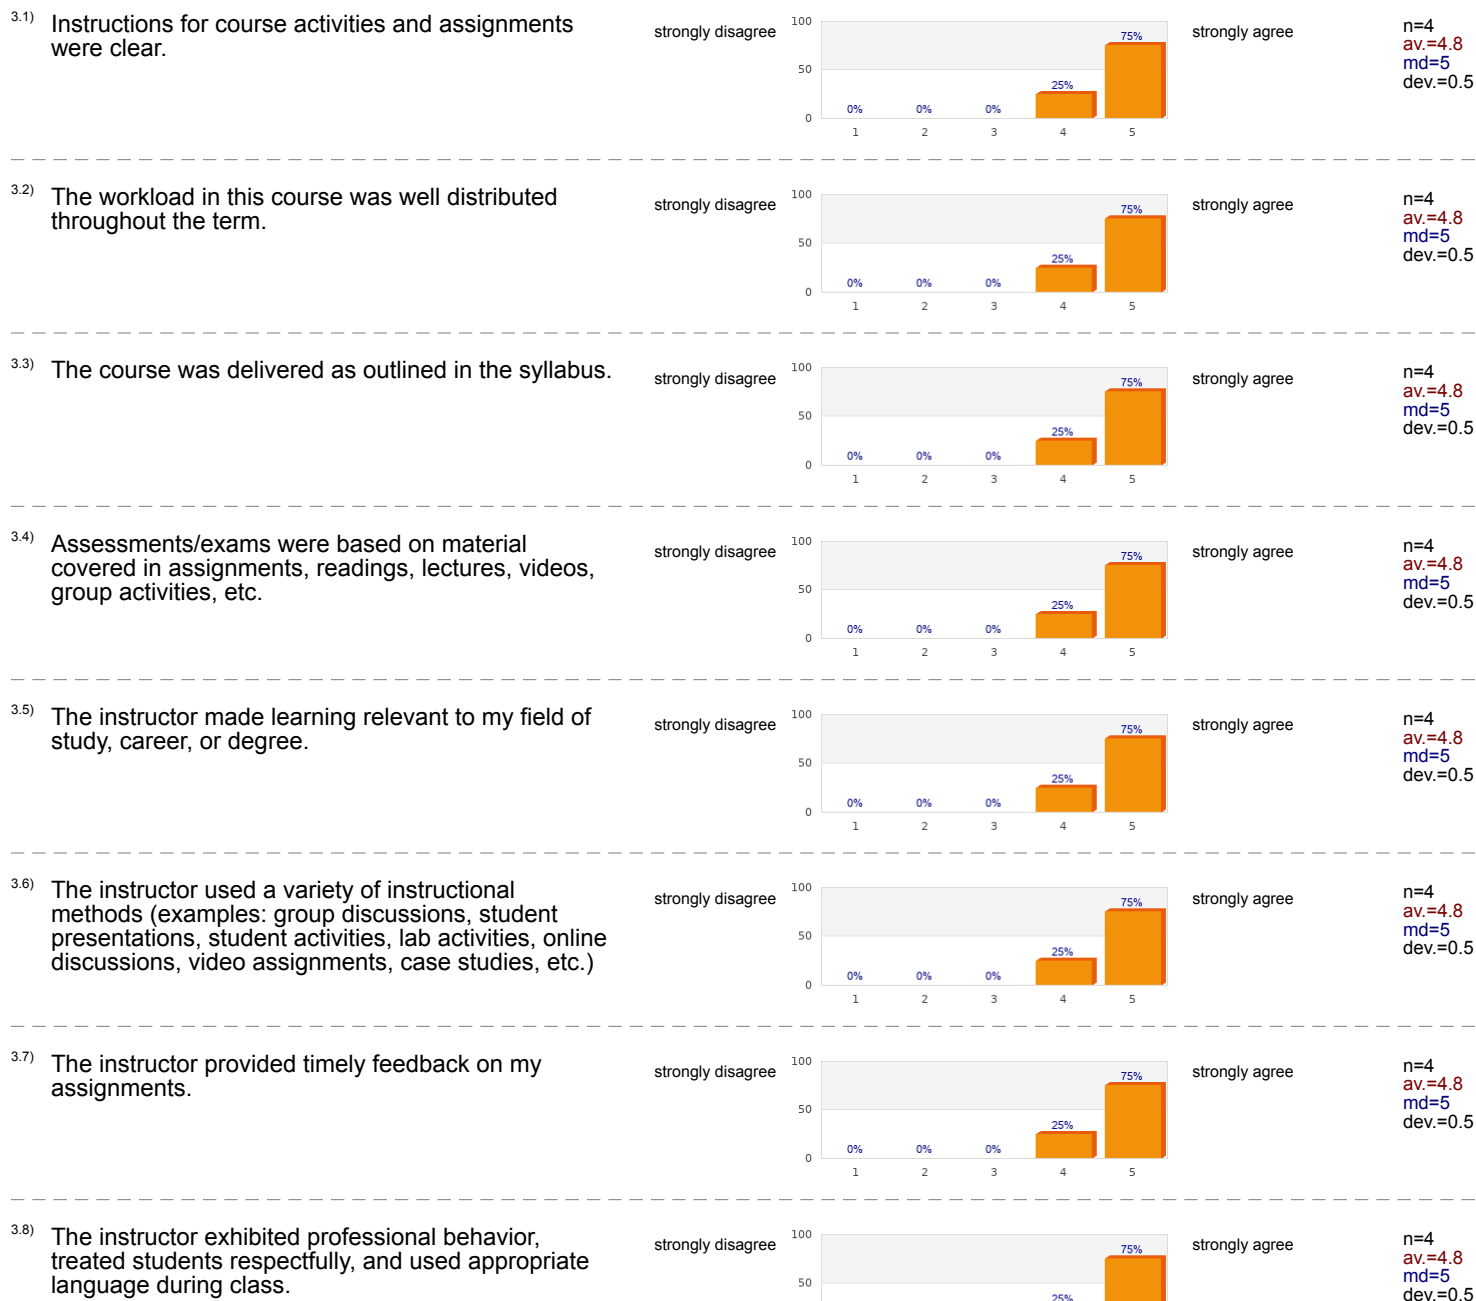 3.1) Instructions for course activities and assignments
were clear.
strongly disagree
100
50
0
0%
0%
0%
25%
75%
1
2
3
4
5
strongly agree
n=4
av.=4.8
md=5
dev.=0.5
3.2) The workload in this course was well distributed
throughout the term.
strongly disagree
100
50
0
0%
0%
0%
25%
75%
1
2
3
4
5
strongly agree
n=4
av.=4.8
md=5
dev.=0.5
3.3) The course was delivered as outlined in the syllabus.
strongly disagree
100
50
0
0%
0%
0%
25%
75%
1
2
3
4
5
strongly agree
n=4
av.=4.8
md=5
dev.=0.5
3.4) Assessments/exams were based on material
covered in assignments, readings, lectures, videos,
group activities, etc.
strongly disagree
100
50
0
0%
0%
0%
25%
75%
1
2
3
4
5
strongly agree
n=4
av.=4.8
md=5
dev.=0.5
3.5) The instructor made learning relevant to my field of
study, career, or degree.
strongly disagree
100
50
0
0%
0%
0%
25%
75%
1
2
3
4
5
strongly agree
n=4
av.=4.8
md=5
dev.=0.5
3.6) The instructor used a variety of instructional
methods (examples: group discussions, student
presentations, student activities, lab activities, online
discussions, video assignments, case studies, etc.)
strongly disagree
100
50
0
0%
0%
0%
25%
75%
1
2
3
4
5
strongly agree
n=4
av.=4.8
md=5
dev.=0.5
3.7) The instructor provided timely feedback on my
assignments.
strongly disagree
100
50
0
0%
0%
0%
25%
75%
1
2
3
4
5
strongly agree
n=4
av.=4.8
md=5
dev.=0.5
3.8) The instructor exhibited professional behavior,
treated students respectfully, and used appropriate
language during class.
strongly disagree
100
50
25%
75%
strongly agree
n=4
av.=4.8
md=5
dev.=0.5